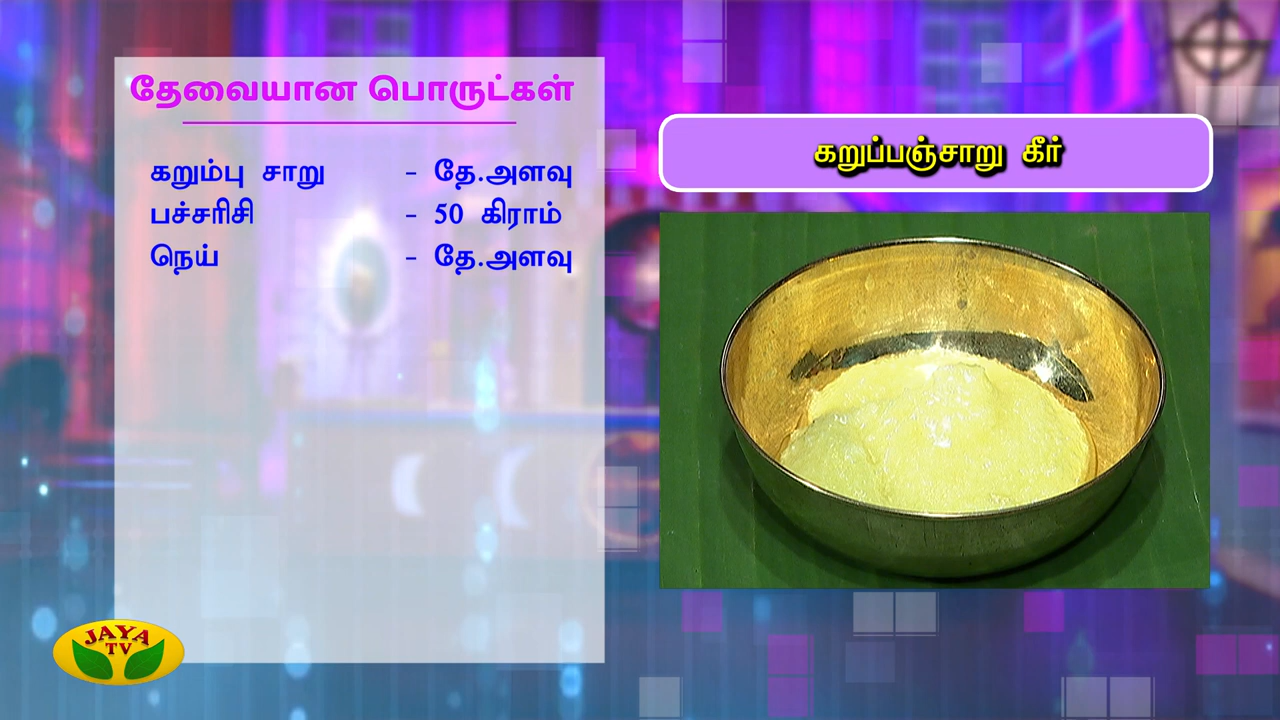 தேவையான பொருட்கள்
கறும்பு சாறு - தே.அளவு
பச்சரிசி - 50 கிராம்
நெய் - தே.அளவு
கறுப்பஞ்சாறு கீர்
JAYA
TV